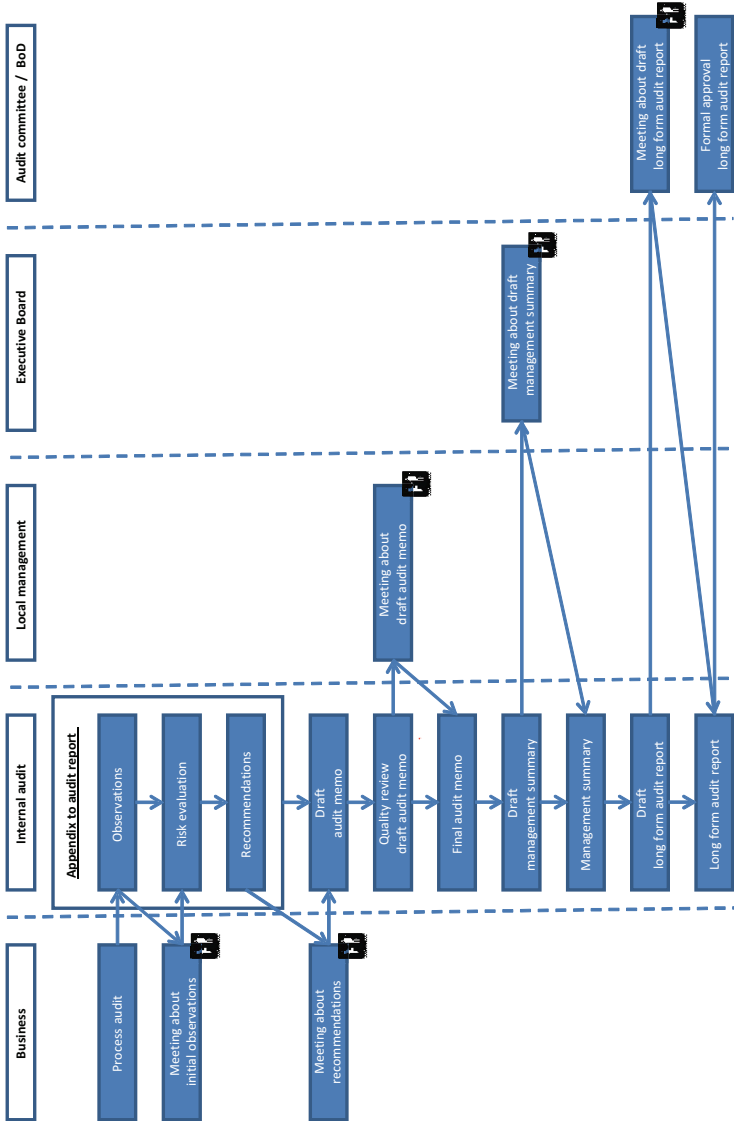 Business
Internal audit
Local management
Executive Board
Audit committee / BoD
Appendix to audit report
Process audit
Observations
Meeting about
initial observations
Risk evaluation
Recommendations
Meeting about
recommendations
Draft
audit memo
Quality review
draft audit memo
Meeting about
draft audit memo
Final audit memo
Draft
management summary
Meeting about draft
management summary
Management summary
Draft
long form audit report
Meeting about draft
long form audit report
Long form audit report
Formal approval
long form audit report